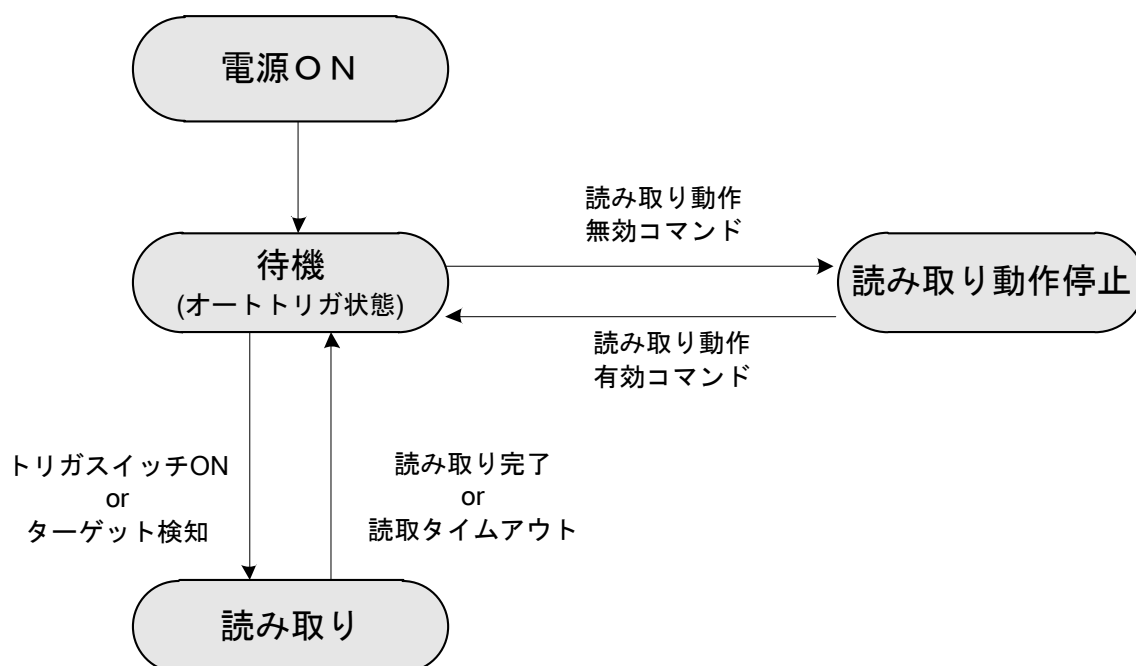 電源ON
読み取り動作
無効コマンド
待機
(オートトリガ状態)
読み取り動作停止
読み取り動作
有効コマンド
トリガスイッチON
or
ターゲット検知
読み取り完了
or
読取タイムアウト
読み取り